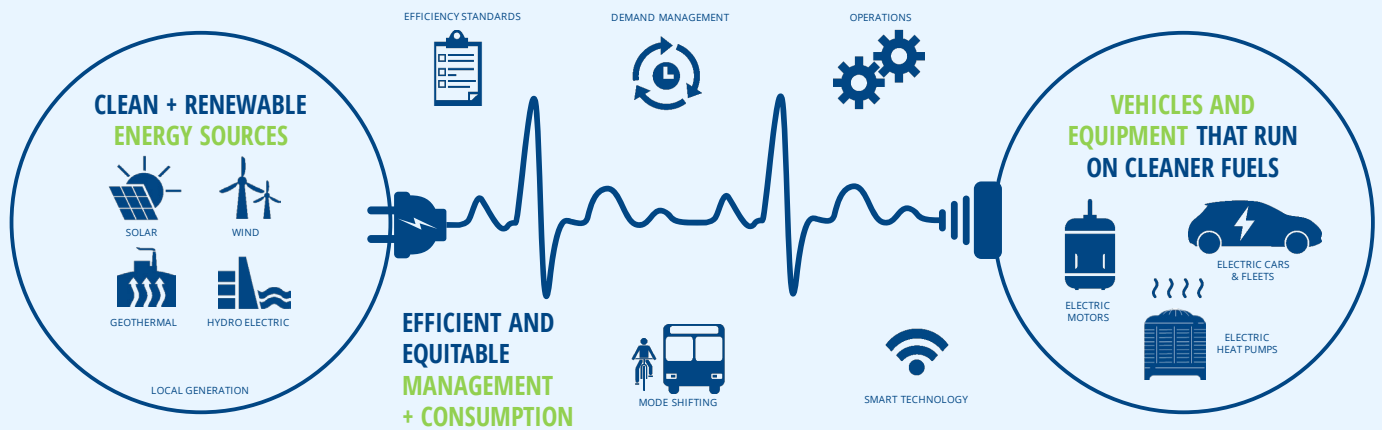 CLEAN + RENEWABLE
ENERGY SOURCES
SOLAR
WIND
GEOTHERMAL
HYDRO ELECTRIC
LOCAL GENERATION
EFFICIENCY STANDARDS
DEMAND MANAGEMENT
OPERATIONS
EFFICIENT AND
EQUITABLE
MANAGEMENT
+ CONSUMPTION
MODE SHIFTING
SMART TECHNOLOGY
VEHICLES AND
EQUIPMENT THAT RUN
ON CLEANER FUELS
ELECTRIC
MOTORS
ELECTRIC CARS
& FLEETS
ELECTRIC
HEAT PUMPS